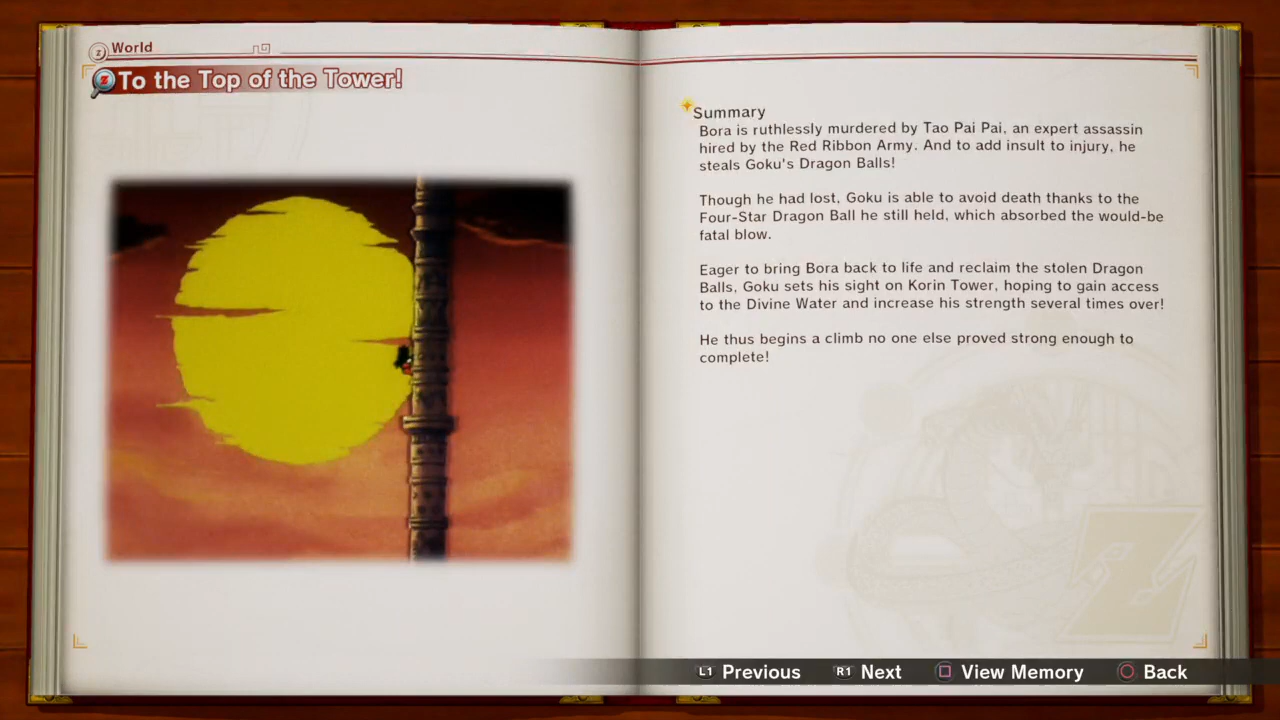 World
To the Top of the Tower!
Summary
Bora is ruthlessly murdered by Tao Pai Pai, an expert assassin
hired by the Red Ribbon Army. And to add insult to injury, he
steals Goku's Dragon Balls!
Though he had lost, Goku is able to avoid death thanks to the
Four-Star Dragon Ball he still held, which absorbed the would-be
fatal blow.
Eager to bring Bora back to life and reclaim the stolen Dragon
Balls, Goku sets his sight on Korin Tower, hoping to gain access
to the Divine Water and increase his strength several times over!
He thus begins a climb no one else proved strong enough to
complete!
L1 Previous R1 Next View Memory Back